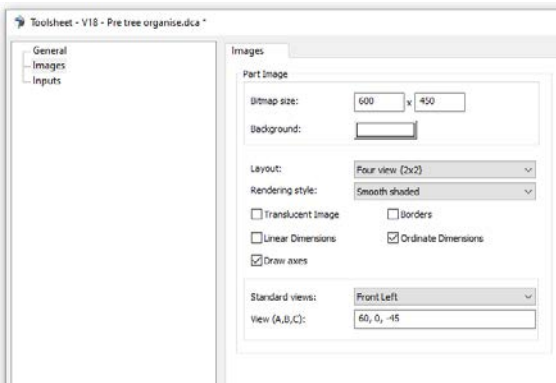 Toolsheet - V18 - Pre tree organise.dca *
General
Images
Inputs
Images
Part Image
Bitmap size: 600 x 450
Background:
Layout: Four view (2x2)
Rendering style: Smooth shaded
Translucent Image Borders
Linear Dimensions Ordinate Dimensions
Draw axes
Standard views: Front Left
View (A,B,C): 60, 0, -45